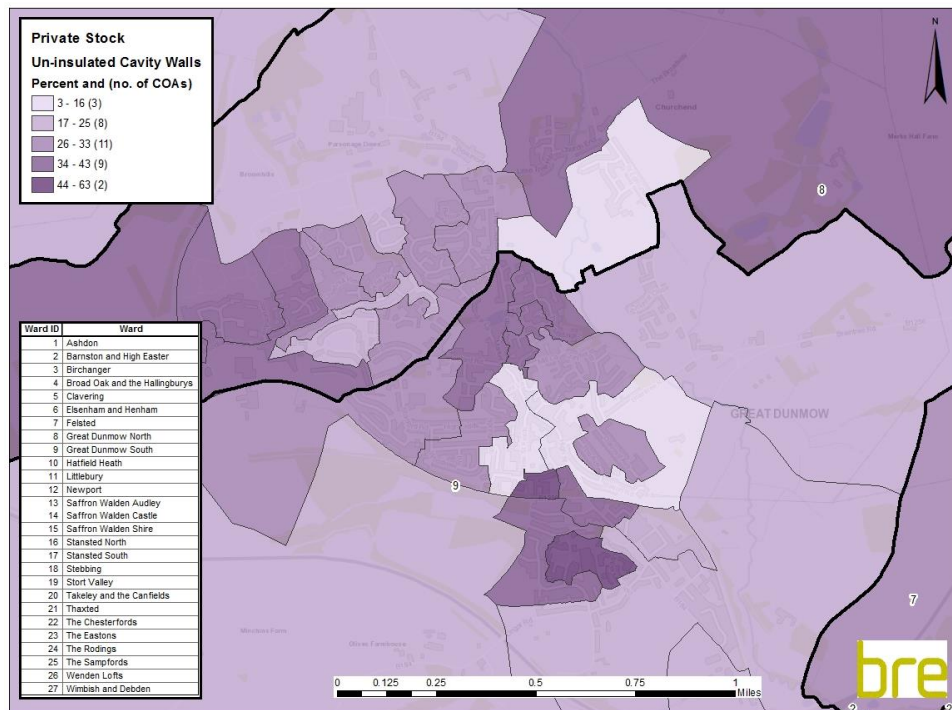 Private Stock
Un-insulated Cavity Walls
Percent and (no. of COAs)
3 - 16 (3)
17 - 25 (8)
26 - 33 (11)
34 - 43 (9)
44 - 63 (2)
N
Churchend
8
GREAT DUNMOW
9
7
Ward ID Ward
1 Ashdon
2 Barnston and High Easter
3 Birchanger
4 Broad Oak and the Hallingburys
5 Clavering
6 Elsenham and Henham
7 Felsted
8 Great Dunmow North
9 Great Dunmow South
10 Hatfield Heath
11 Littlebury
12 Newport
13 Saffron Walden Audley
14 Saffron Walden Castle
15 Saffron Walden Shire
16 Stansted North
17 Stansted South
18 Stebbing
19 Stort Valley
20 Takeley and the Canfields
21 Thaxted
22 The Chesterfords
23 The Eastons
24 The Rodings
25 The Sampfords
26 Wenden Lofts
27 Wimbish and Debden
bre
0 0.125 0.25 0.5 0.75 1
Miles